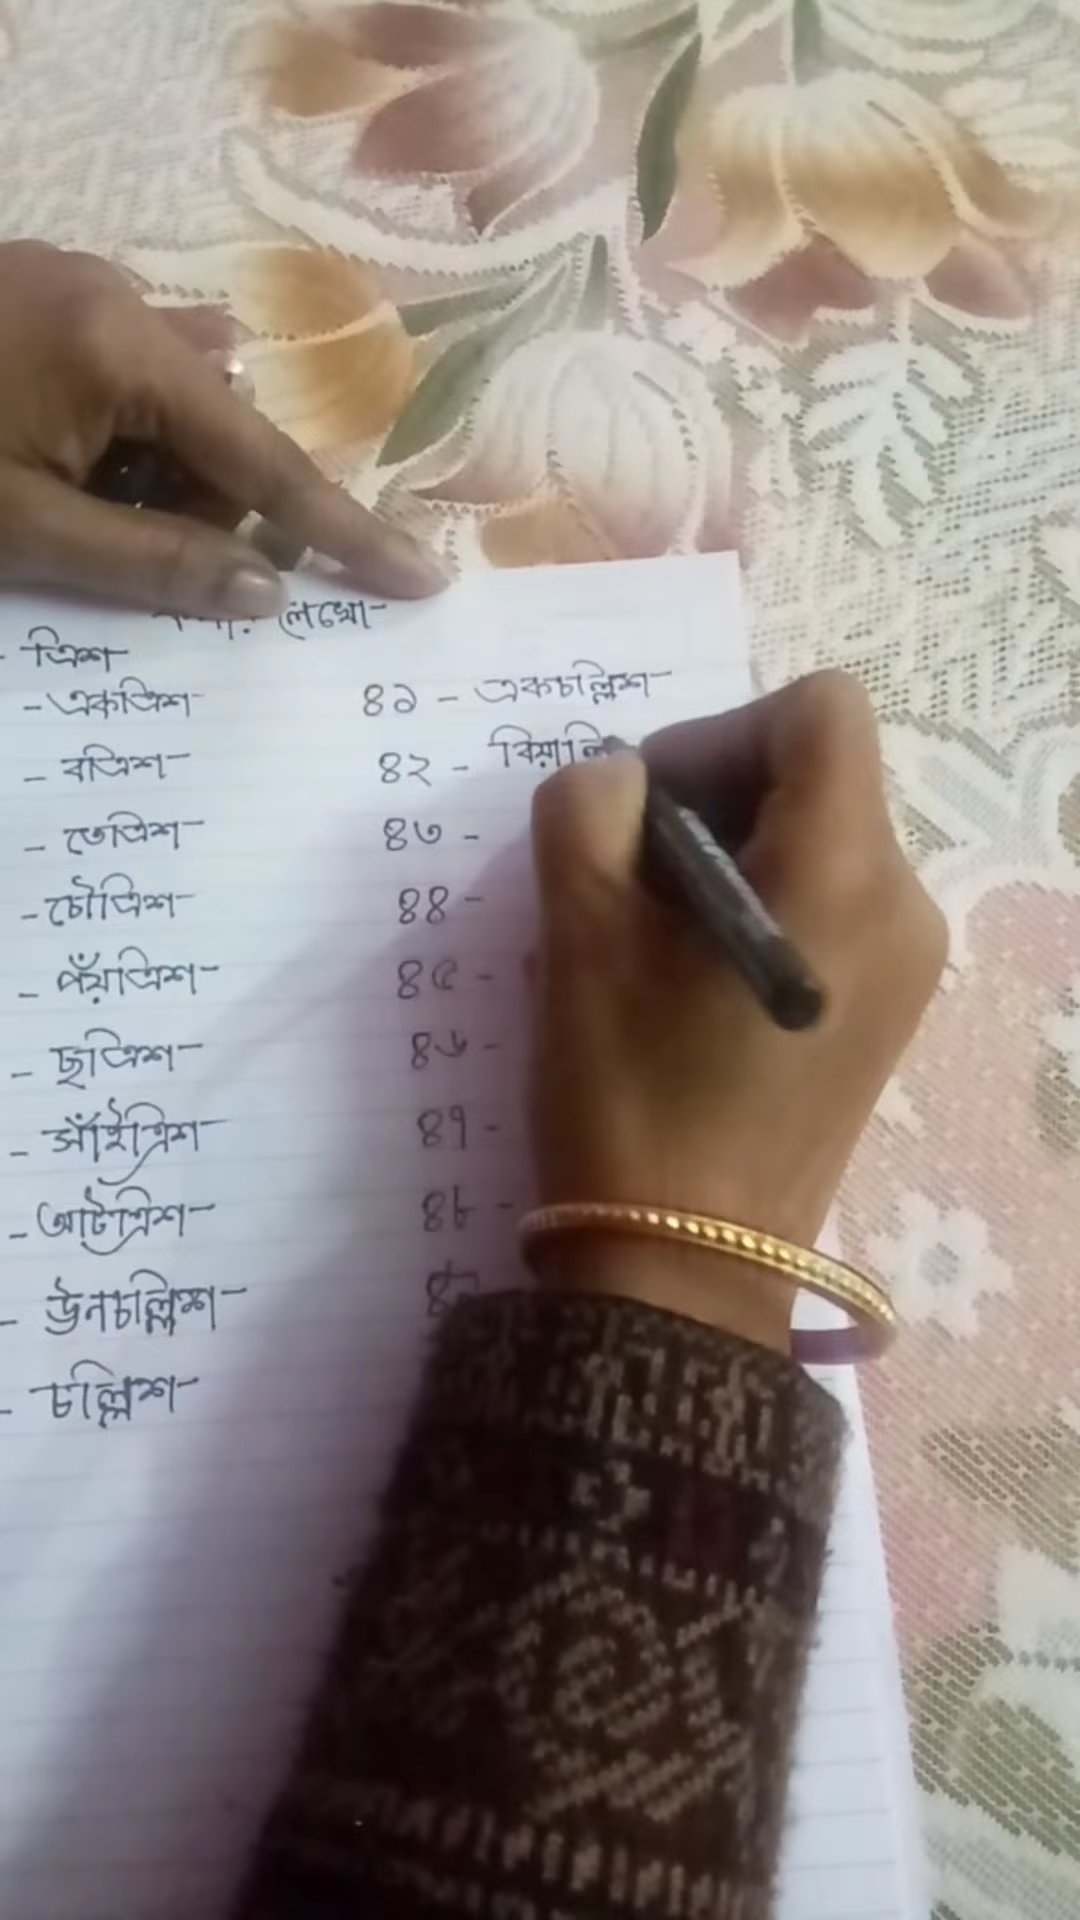 লেখো-
- ত্রিশ
- একত্রিশ
- বত্রিশ
- তেত্রিশ
- চৌত্রিশ
- পঁয়ত্রিশ
- ছত্রিশ
- সাঁইত্রিশ
- আটত্রিশ
- ঊনচল্লিশ
- চল্লিশ
৪১ - একচল্লিশ
৪২ - বিয়াল্লি
৪৩ -
৪৪ -
৪৫ -
৪৬ -
৪৭ -
৪৮ -